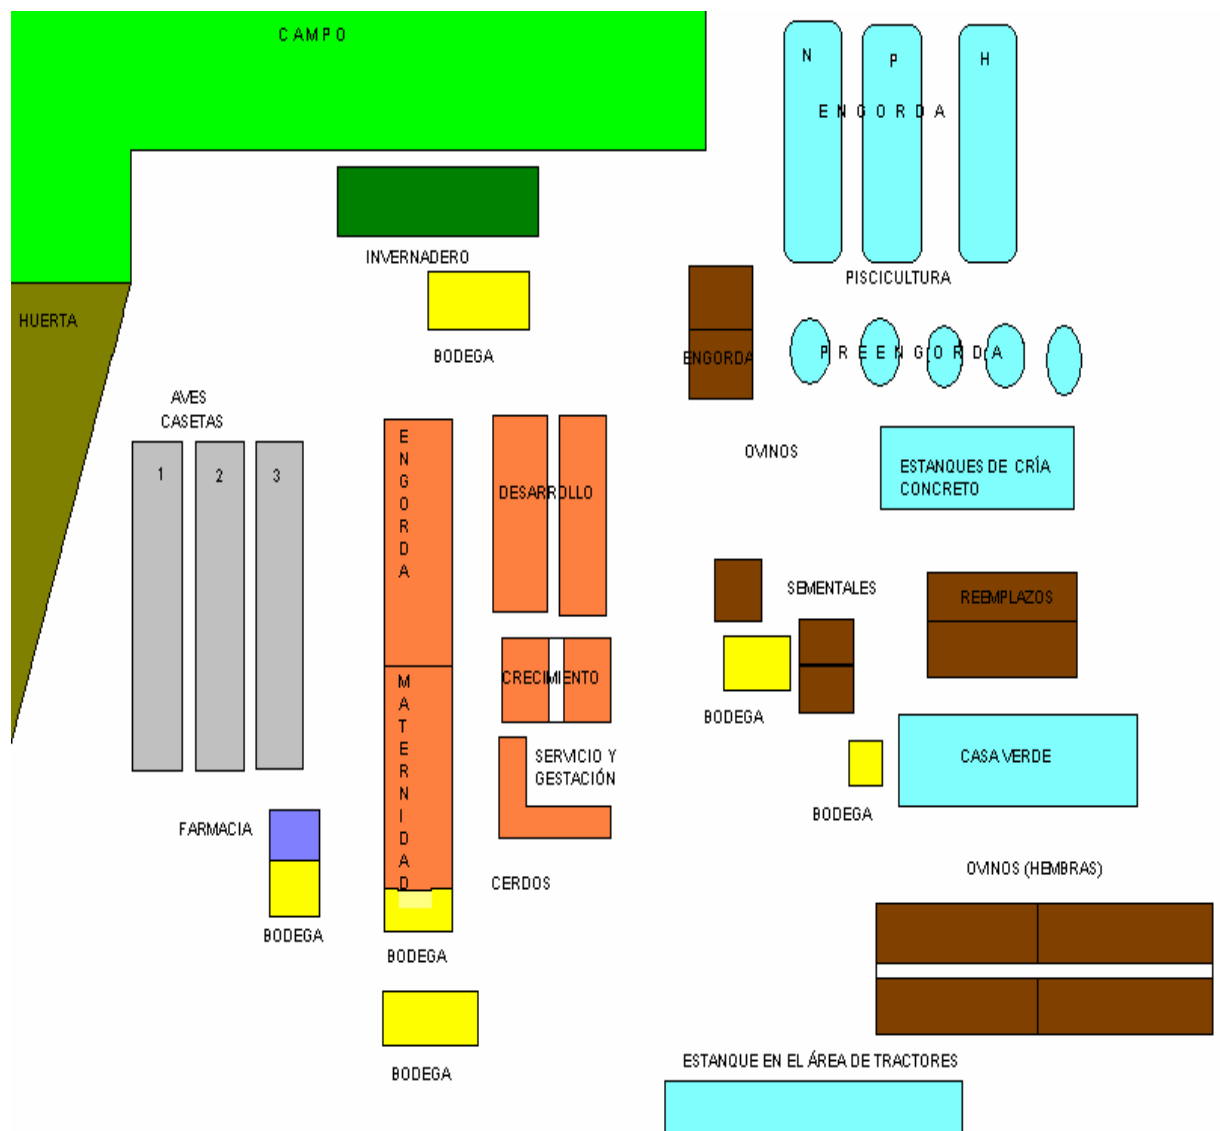 CAMPO
N
P
H
ENGORDA
INVERNADERO
PISCICULTURA
HUERTA
BODEGA
ENGORDA
PREENGORDA
AVES
CASETAS
1
2
3
ENGORDA
DESARROLLO
OVINOS
ESTANQUES DE CRÍA
CONCRETO
SEMENTALES
REEMPLAZOS
MATERNIDAD
CRECIMIENTO
BODEGA
SERVICIO Y
GESTACIÓN
CASA VERDE
BODEGA
FARMACIA
CERDOS
OVINOS (HEMBRAS)
BODEGA
BODEGA
ESTANQUE EN EL ÁREA DE TRACTORES
BODEGA